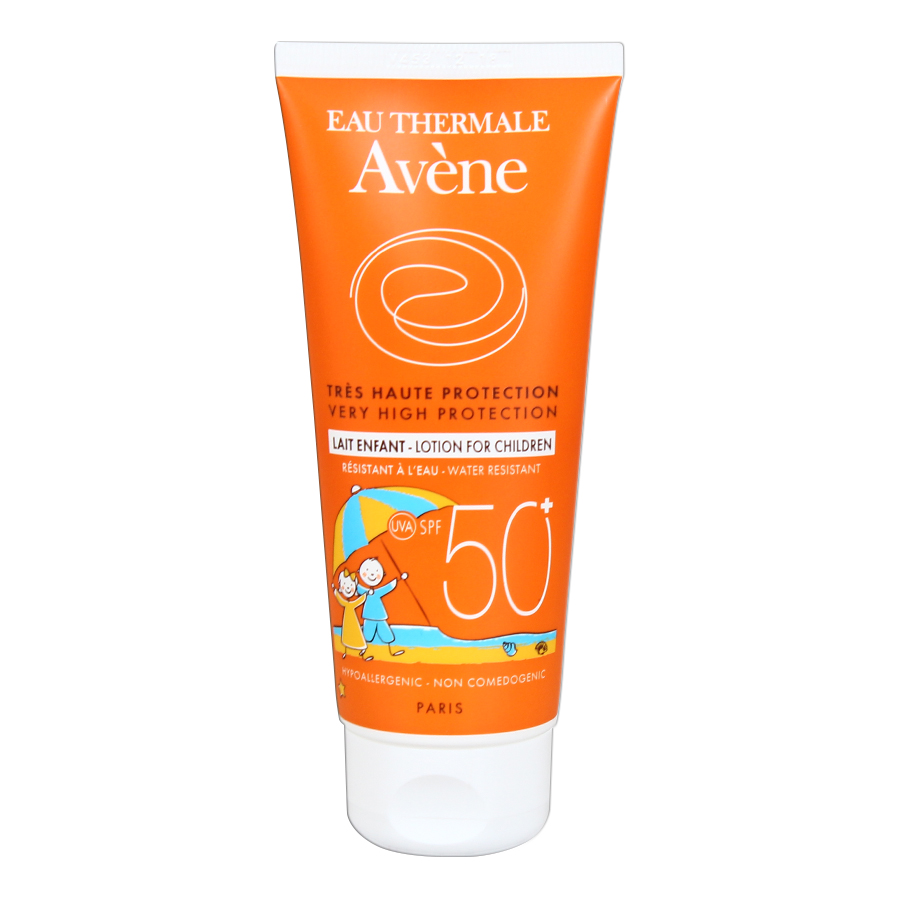 EAU THERMALE
Avène
TRÈS HAUTE PROTECTION
VERY HIGH PROTECTION
LAIT ENFANT - LOTION FOR CHILDREN
RÉSISTANT À L'EAU - WATER RESISTANT
UVA SPF 50+
HYPOALLERGENIC - NON COMEDOGENIC
PARIS